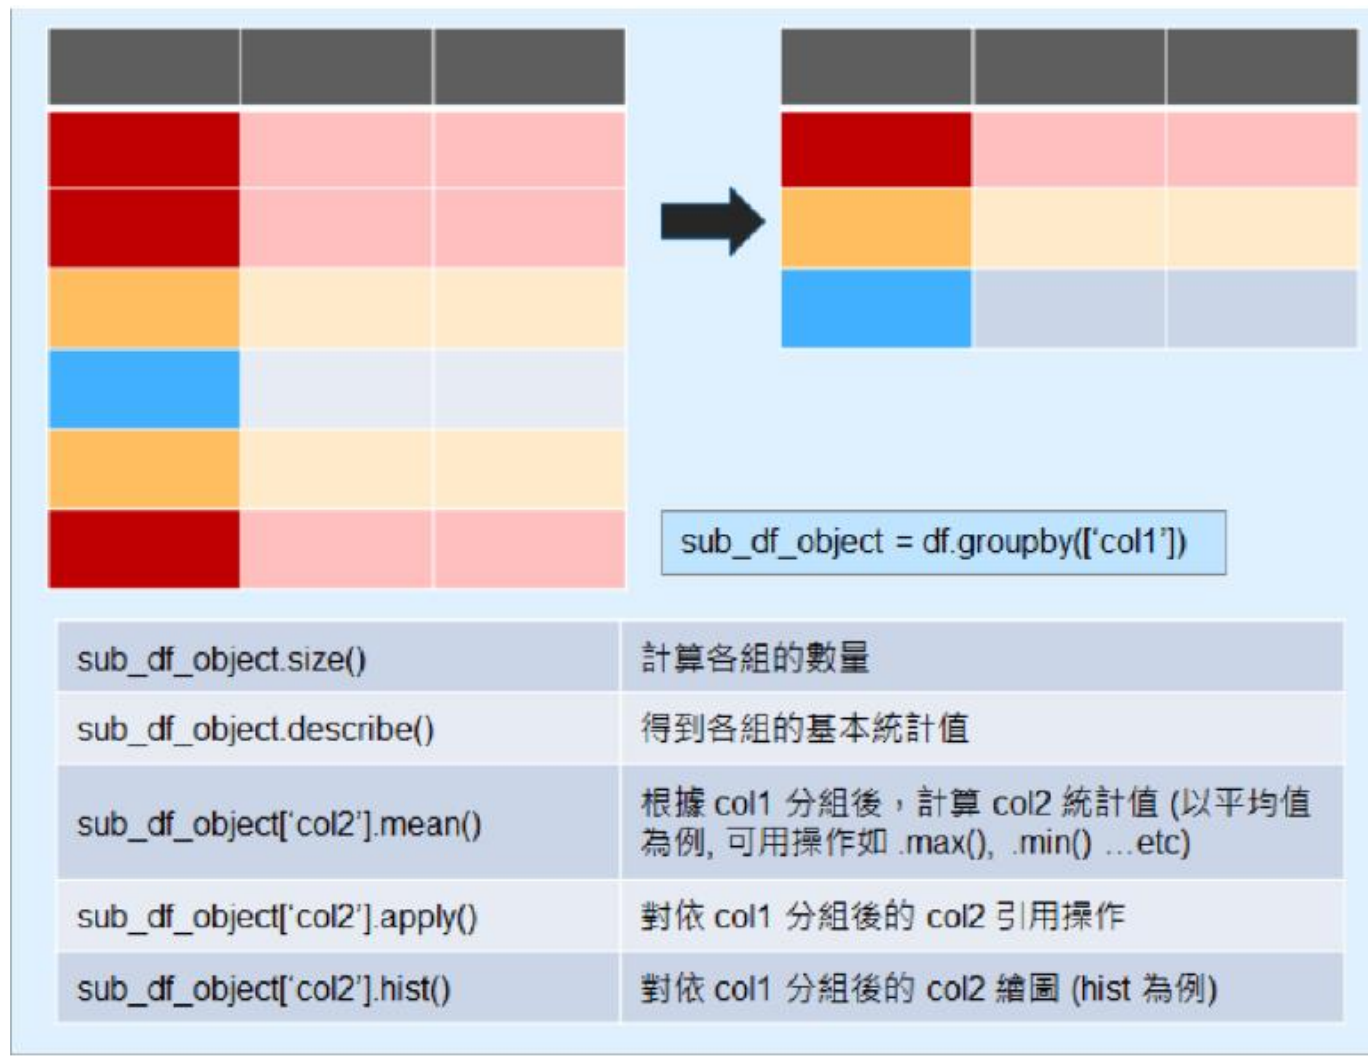 sub_df_object = df.groupby(['col1'])
sub_df_object.size()
計算各組的數量
sub_df_object.describe()
得到各組的基本統計值
sub_df_object['col2'].mean()
根據 col1 分組後，計算 col2 統計值 (以平均值
為例, 可用操作如 .max(), .min() …etc)
sub_df_object['col2'].apply()
對依 col1 分組後的 col2 引用操作
sub_df_object['col2'].hist()
對依 col1 分組後的 col2 繪圖 (hist 為例)